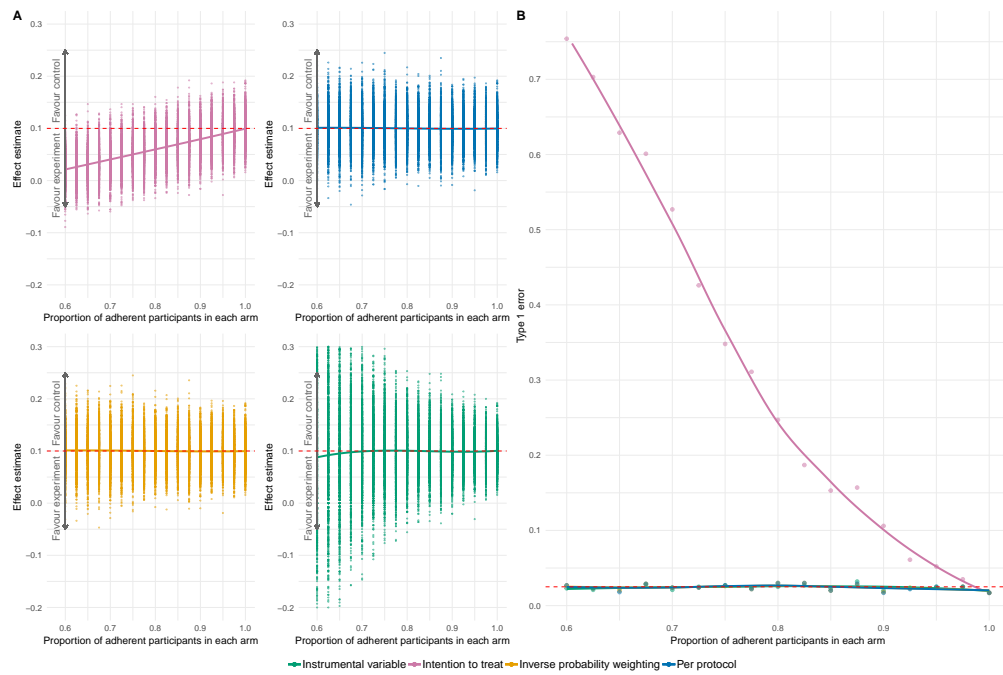 A
0.3
0.2
0.1
0.0
−0.1
−0.2
Effect estimate
Favour experiment
Favour control
0.6
0.7
0.8
0.9
1.0
Proportion of adherent participants in each arm
0.3
0.2
0.1
0.0
−0.1
−0.2
Effect estimate
Favour experiment
Favour control
0.6
0.7
0.8
0.9
1.0
Proportion of adherent participants in each arm
0.3
0.2
0.1
0.0
−0.1
−0.2
Effect estimate
Favour experiment
Favour control
0.6
0.7
0.8
0.9
1.0
Proportion of adherent participants in each arm
0.3
0.2
0.1
0.0
−0.1
−0.2
Effect estimate
Favour experiment
Favour control
0.6
0.7
0.8
0.9
1.0
Proportion of adherent participants in each arm
B
0.7
0.6
0.5
0.4
0.3
0.2
0.1
0.0
Type 1 error
0.6
0.7
0.8
0.9
1.0
Proportion of adherent participants in each arm
Instrumental variable Intention to treat Inverse probability weighting Per protocol